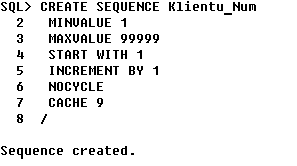 SQL> CREATE SEQUENCE Klientu_Num
2 MINVALUE 1
3 MAXVALUE 99999
4 START WITH 1
5 INCREMENT BY 1
6 NOCYCLE
7 CACHE 9
8 /
Sequence created.